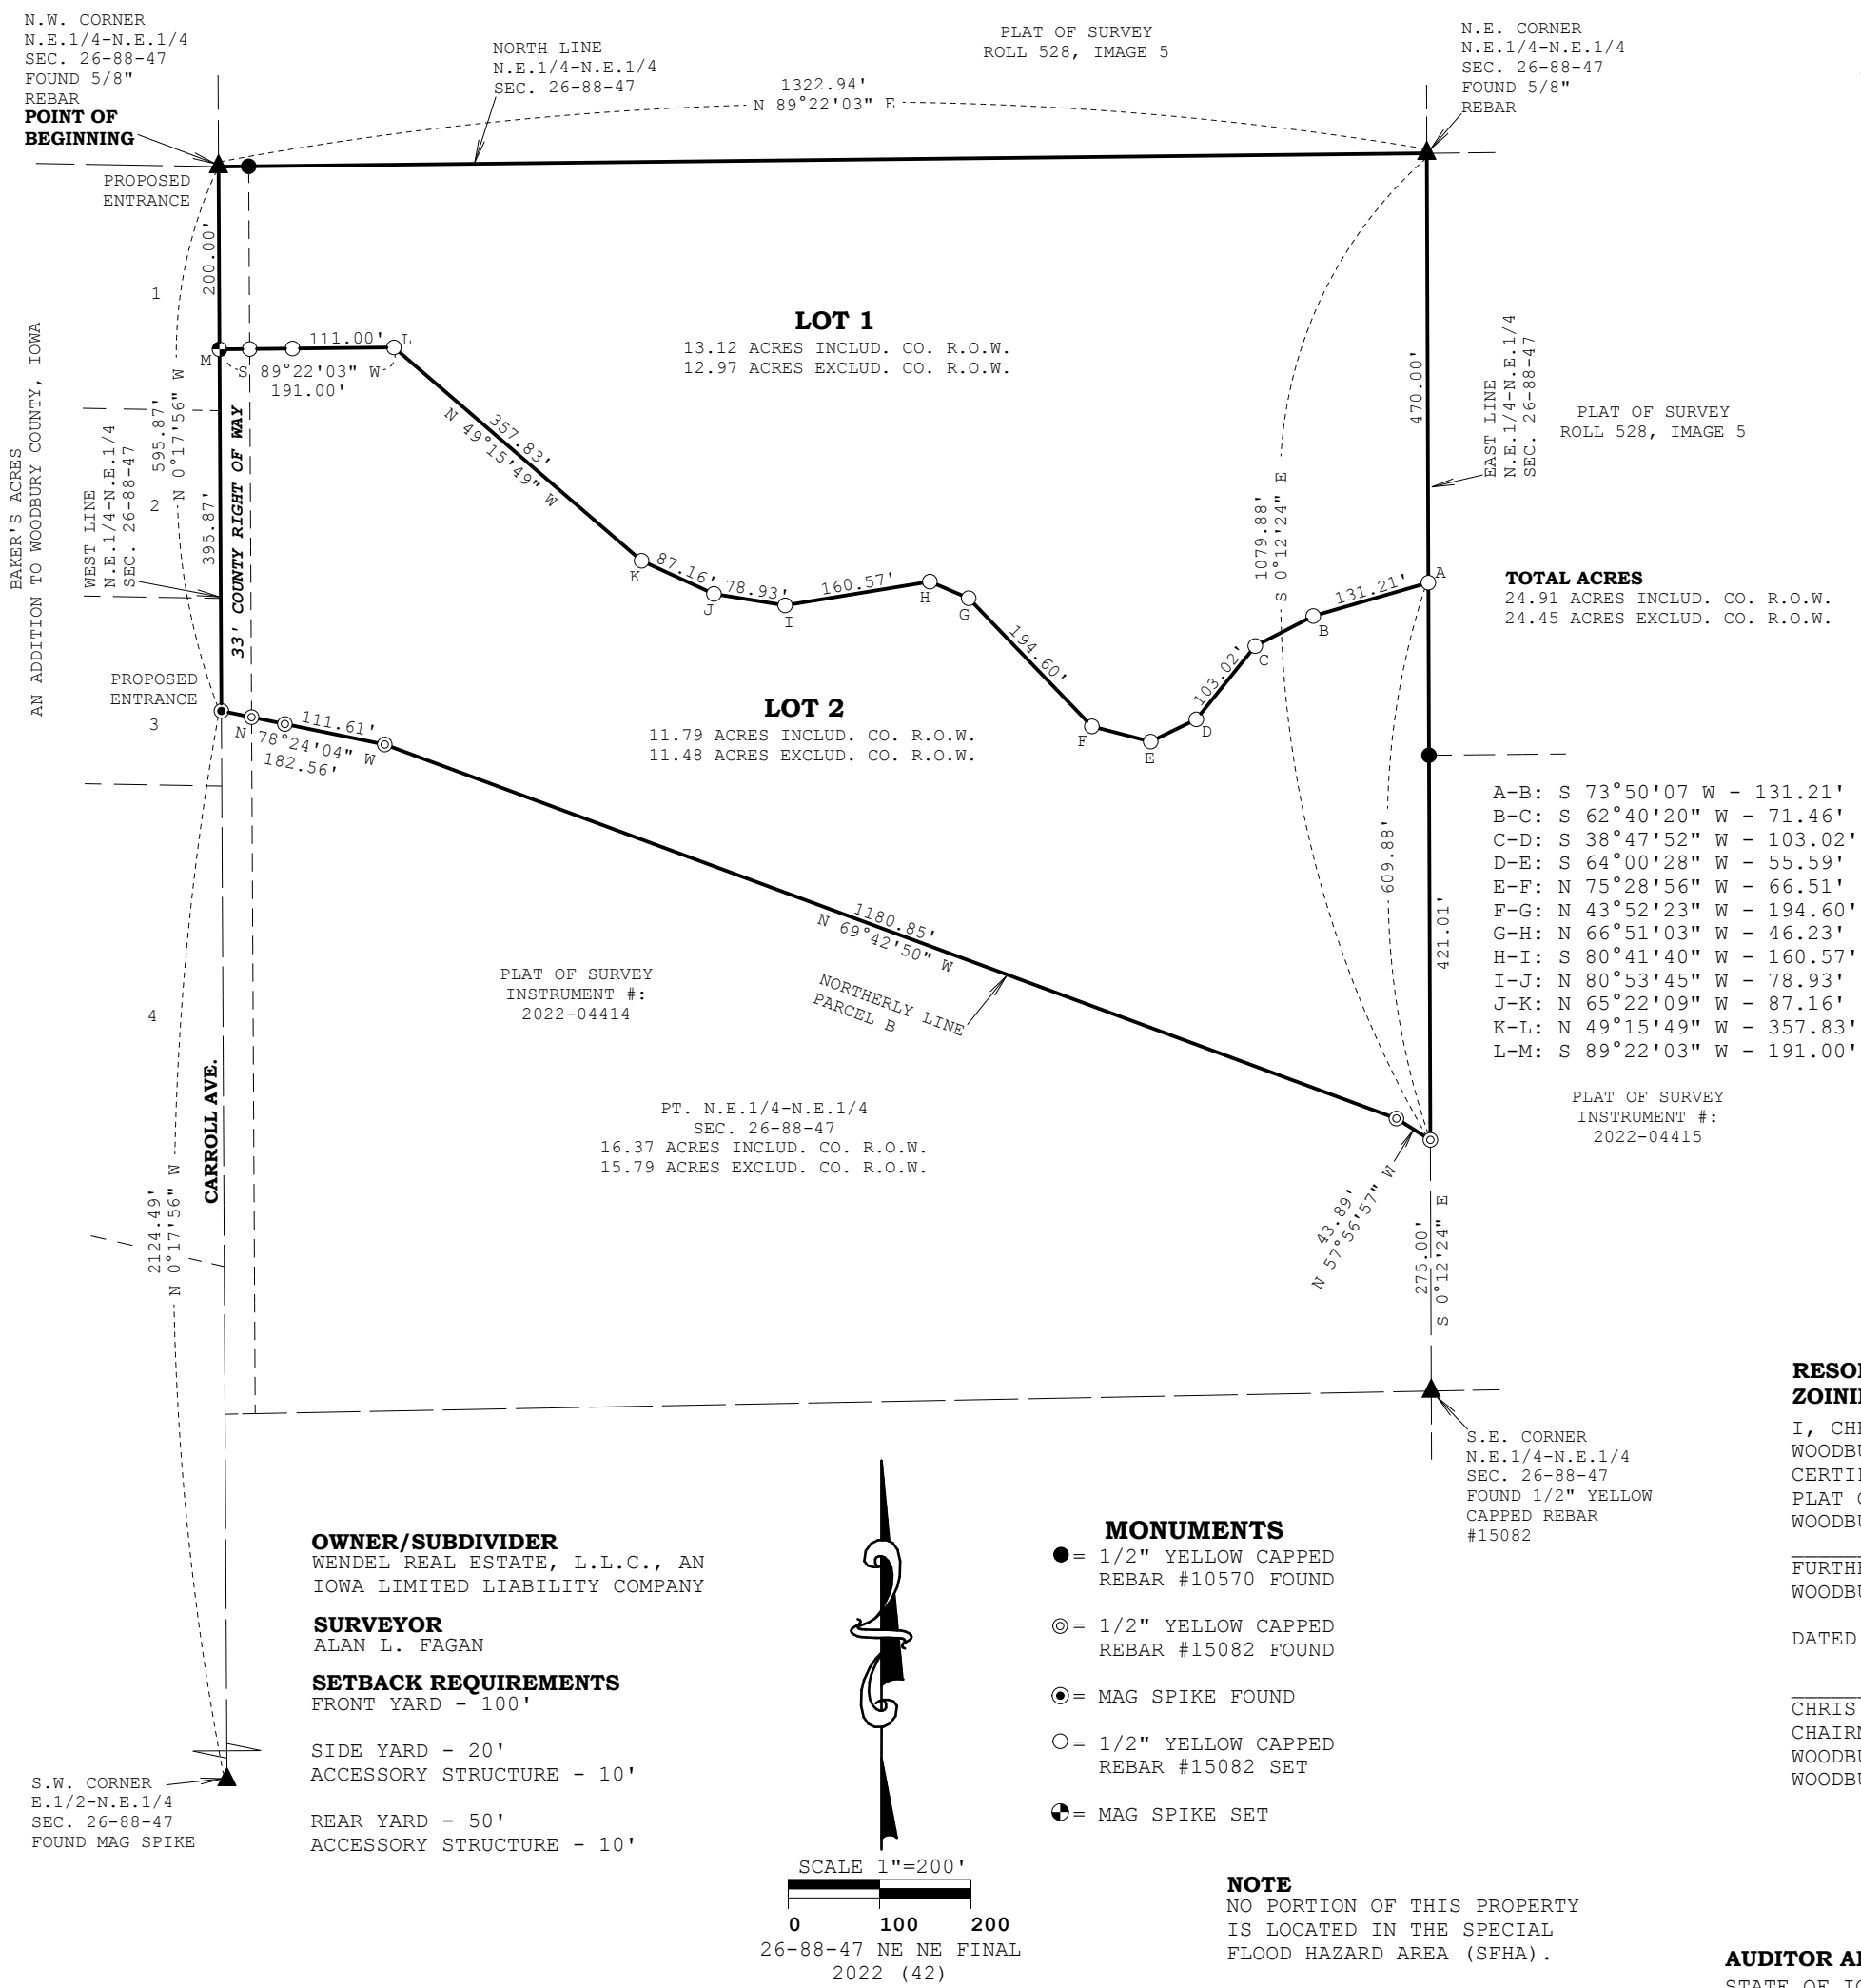 N.W. CORNER
N.E.1/4-N.E.1/4
SEC. 26-88-47
FOUND 5/8"
REBAR
POINT OF
BEGINNING
NORTH LINE
N.E.1/4-N.E.1/4
SEC. 26-88-47
1322.94'
N 89°22'03" E
PLAT OF SURVEY
ROLL 528, IMAGE 5
N.E. CORNER
N.E.1/4-N.E.1/4
SEC. 26-88-47
FOUND 5/8"
REBAR
PROPOSED
ENTRANCE
200.00'
1
LOT 1
13.12 ACRES INCLUD. CO. R.O.W.
12.97 ACRES EXCLUD. CO. R.O.W.
M
111.00'
L
S 89°22'03" W
191.00'
BAKER'S ACRES
AN ADDITION TO WOODBURY COUNTY, IOWA
WEST LINE
N.E.1/4-N.E.1/4
SEC. 26-88-47
2
595.87'
N 0°17'56" W
395.87'
33' COUNTY RIGHT OF WAY
357.83'
N 49°15'49" W
K
87.16'
J
78.93'
I
160.57'
H
G
194.60'
F
E
D
103.02'
C
B
131.21'
A
1079.88'
S 0°12'24" E
470.00'
EAST LINE
N.E.1/4-N.E.1/4
SEC. 26-88-47
PLAT OF SURVEY
ROLL 528, IMAGE 5
TOTAL ACRES
24.91 ACRES INCLUD. CO. R.O.W.
24.45 ACRES EXCLUD. CO. R.O.W.
PROPOSED
ENTRANCE
3
111.61'
N 78°24'04" W
182.56'
LOT 2
11.79 ACRES INCLUD. CO. R.O.W.
11.48 ACRES EXCLUD. CO. R.O.W.
609.88'
421.01'
A-B: S 73°50'07 W - 131.21'
B-C: S 62°40'20" W - 71.46'
C-D: S 38°47'52" W - 103.02'
D-E: S 64°00'28" W - 55.59'
E-F: N 75°28'56" W - 66.51'
F-G: N 43°52'23" W - 194.60'
G-H: N 66°51'03" W - 46.23'
H-I: S 80°41'40" W - 160.57'
I-J: N 80°53'45" W - 78.93'
J-K: N 65°22'09" W - 87.16'
K-L: N 49°15'49" W - 357.83'
L-M: S 89°22'03" W - 191.00'
1180.85'
N 69°42'50" W
NORTHERLY LINE
PARCEL B
PLAT OF SURVEY
INSTRUMENT #:
2022-04414
4
CARROLL AVE.
2124.49'
N 0°17'56" W
PT. N.E.1/4-N.E.1/4
SEC. 26-88-47
16.37 ACRES INCLUD. CO. R.O.W.
15.79 ACRES EXCLUD. CO. R.O.W.
PLAT OF SURVEY
INSTRUMENT #:
2022-04415
43.89'
N 57°56'57" W
275.00'
S 0°12'24" E
S.E. CORNER
N.E.1/4-N.E.1/4
SEC. 26-88-47
FOUND 1/2" YELLOW
CAPPED REBAR
#15082
OWNER/SUBDIVIDER
WENDEL REAL ESTATE, L.L.C., AN
IOWA LIMITED LIABILITY COMPANY
SURVEYOR
ALAN L. FAGAN
SETBACK REQUIREMENTS
FRONT YARD - 100'
SIDE YARD - 20'
ACCESSORY STRUCTURE - 10'
REAR YARD - 50'
ACCESSORY STRUCTURE - 10'
S.W. CORNER
E.1/2-N.E.1/4
SEC. 26-88-47
FOUND MAG SPIKE
MONUMENTS
= 1/2" YELLOW CAPPED
REBAR #10570 FOUND
= 1/2" YELLOW CAPPED
REBAR #15082 FOUND
= MAG SPIKE FOUND
= 1/2" YELLOW CAPPED
REBAR #15082 SET
= MAG SPIKE SET
SCALE 1"=200'
0 100 200
26-88-47 NE NE FINAL
2022 (42)
NOTE
NO PORTION OF THIS PROPERTY
IS LOCATED IN THE SPECIAL
FLOOD HAZARD AREA (SFHA).
I,
PLAT
DATED
CHRIS
AUDITOR
STATE OF